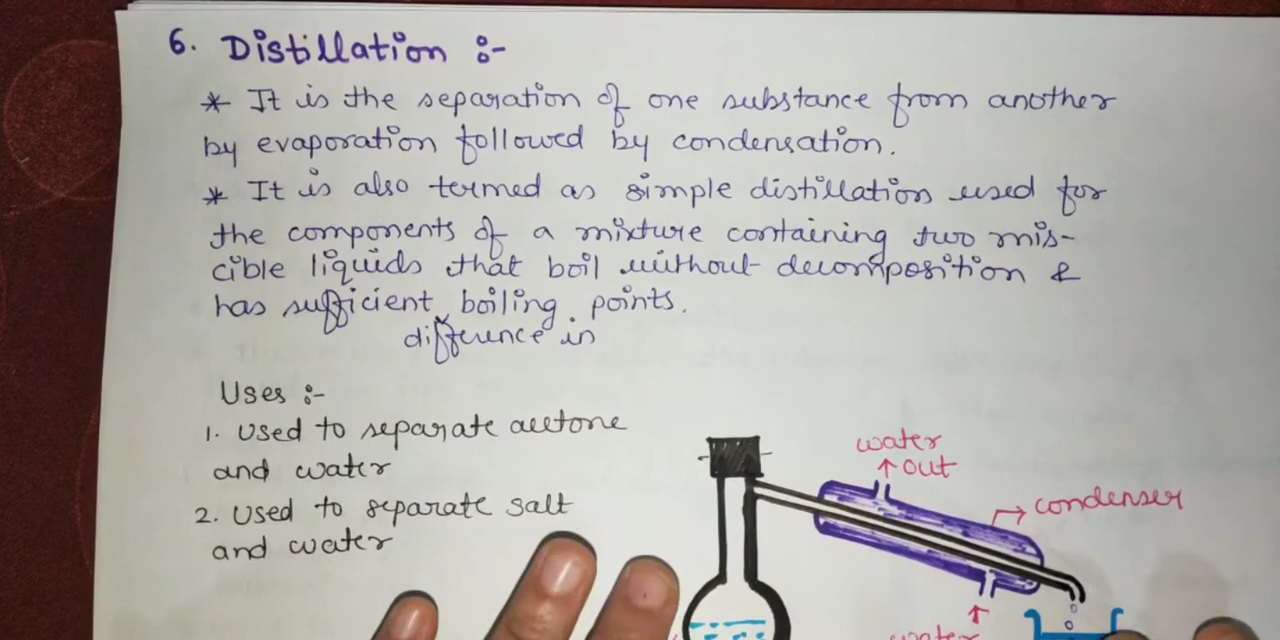 6. Distillation :-
* It is the separation of one substance from another
by evaporation followed by condensation.
* It is also termed as simple distillation used for
the components of a mixture containing two mis-
cible liquids that boil without decomposition &
has sufficient boiling points.
difference in
Uses :-
1. Used to separate acetone
and water
2. Used to separate salt
and water
water
↑ out
condenser
↑
water